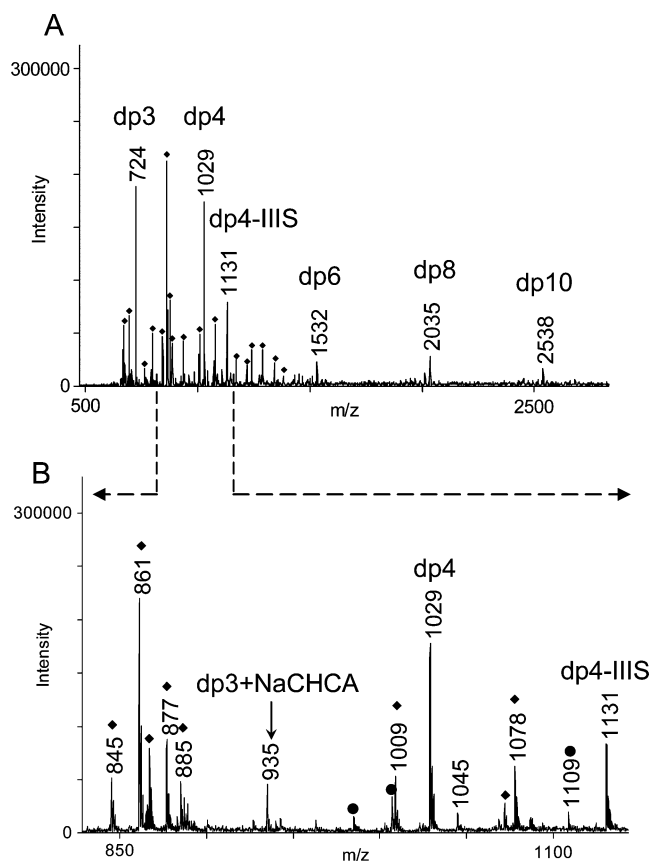 A
300000
dp3
dp4
724
1029
dp4-IIIS
1131
dp6
1532
dp8
2035
dp10
2538
Intensity
0
500
2500
m/z
B
300000
861
dp4
1029
dp3+NaCHCA
dp4-IIIS
845
877
885
935
1009
1045
1078
1109
1131
Intensity
0
850
1100
m/z